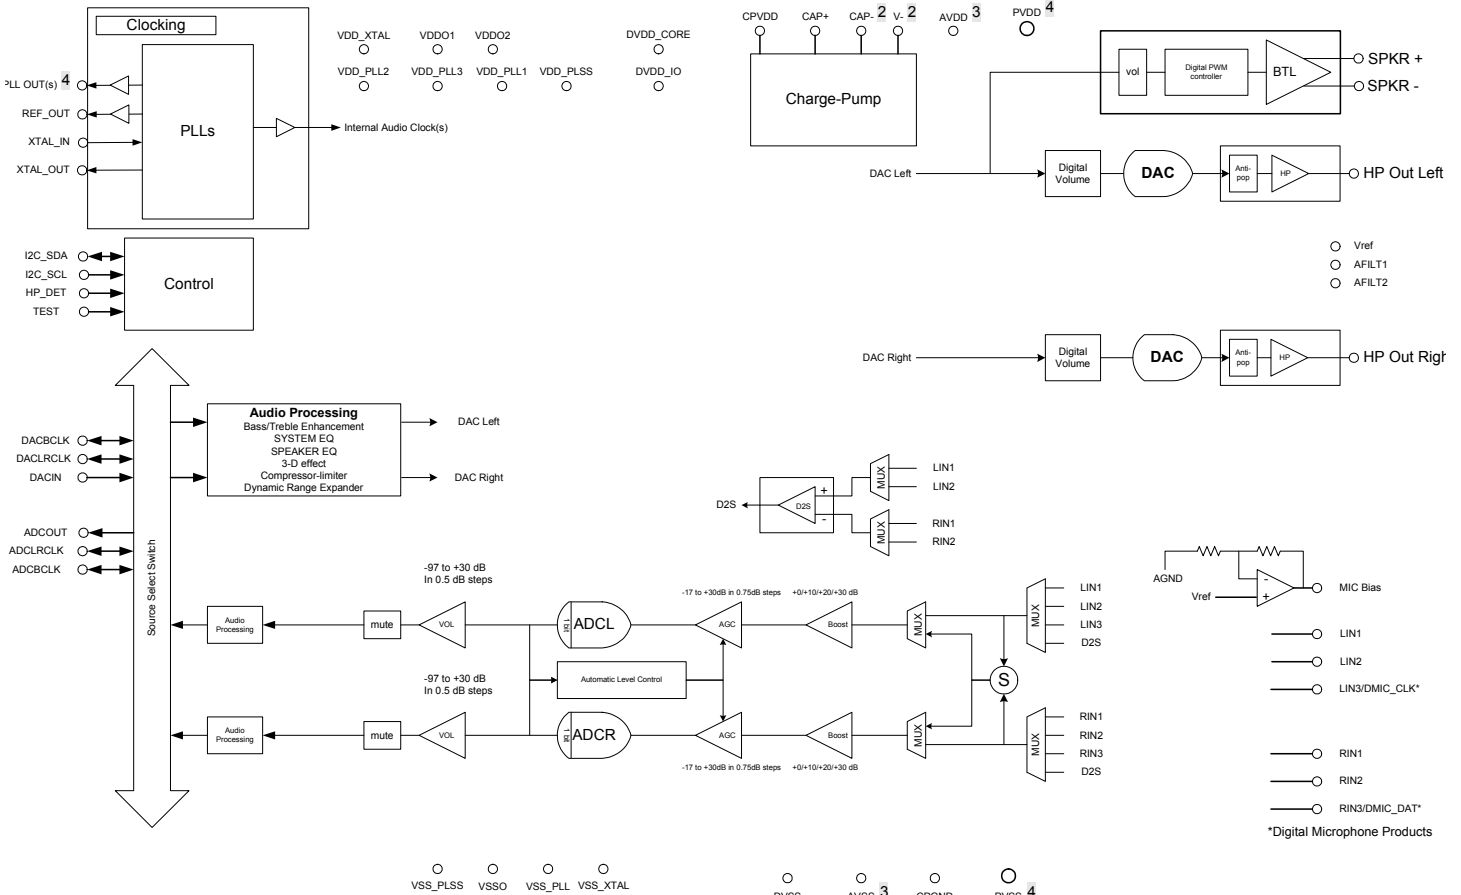 Clocking
PLLs
PLL OUT(s) 4
REF_OUT
XTAL_IN
XTAL_OUT
Internal Audio Clock(s)
VDD_XTAL
VDDO1
VDDO2
DVDD_CORE
VDD_PLL2
VDD_PLL3
VDD_PLL1
VDD_PLSS
DVDD_IO
CPVDD
CAP+
CAP- 2
V- 2
AVDD 3
PVDD 4
Charge-Pump
vol
Digital PWM
controller
BTL
SPKR +
SPKR -
DAC Left
Digital
Volume
DAC
Anti-
pop
HP
HP Out Left
Vref
AFILT1
AFILT2
I2C_SDA
I2C_SCL
HP_DET
TEST
Control
DAC Right
Digital
Volume
DAC
Anti-
pop
HP
HP Out Righ
Source Select Switch
DACBCLK
DACLRCLK
DACIN
ADCOUT
ADCLRCLK
ADCBCLK
Audio Processing
Bass/Treble Enhancement
SYSTEM EQ
SPEAKER EQ
3-D effect
Compressor-limiter
Dynamic Range Expander
DAC Left
DAC Right
D2S
D2S
+
-
MUX
LIN1
LIN2
MUX
RIN1
RIN2
-97 to +30 dB
In 0.5 dB steps
Audio
Processing
mute
VOL
1 bit
ADCL
-17 to +30dB in 0.75dB steps
AGC
+0/+10/+20/+30 dB
Boost
MUX
MUX
LIN1
LIN2
LIN3
D2S
Automatic Level Control
S
-97 to +30 dB
In 0.5 dB steps
Audio
Processing
mute
VOL
1 bit
ADCR
AGC
-17 to +30dB in 0.75dB steps
Boost
+0/+10/+20/+30 dB
MUX
MUX
RIN1
RIN2
RIN3
D2S
AGND
Vref
-
+
MIC Bias
LIN1
LIN2
LIN3/DMIC_CLK*
RIN1
RIN2
RIN3/DMIC_DAT*
*Digital Microphone Products
VSS_PLSS
VSSO
VSS_PLL
VSS_XTAL
DVSS
AVSS 3
CPGND
PVSS 4